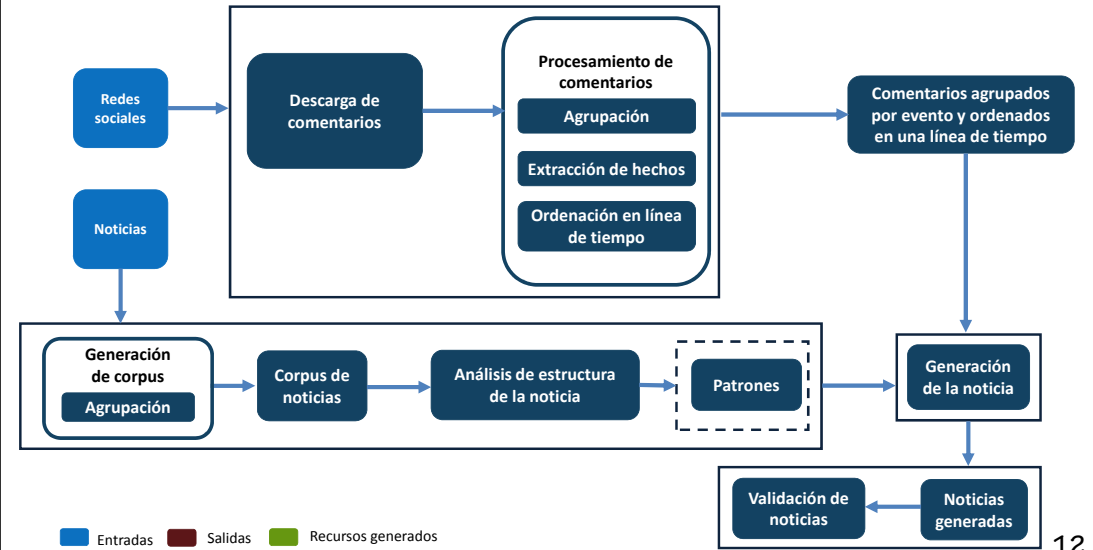 Redes
sociales
Descarga de
comentarios
Procesamiento de
comentarios
Agrupación
Extracción de hechos
Ordenación en línea
de tiempo
Comentarios agrupados
por evento y ordenados
en una línea de tiempo
Noticias
Generación
de corpus
Agrupación
Corpus de
noticias
Análisis de estructura
de la noticia
Patrones
Generación
de la noticia
Validación de
noticias
Noticias
generadas
Entradas
Salidas
Recursos generados
12